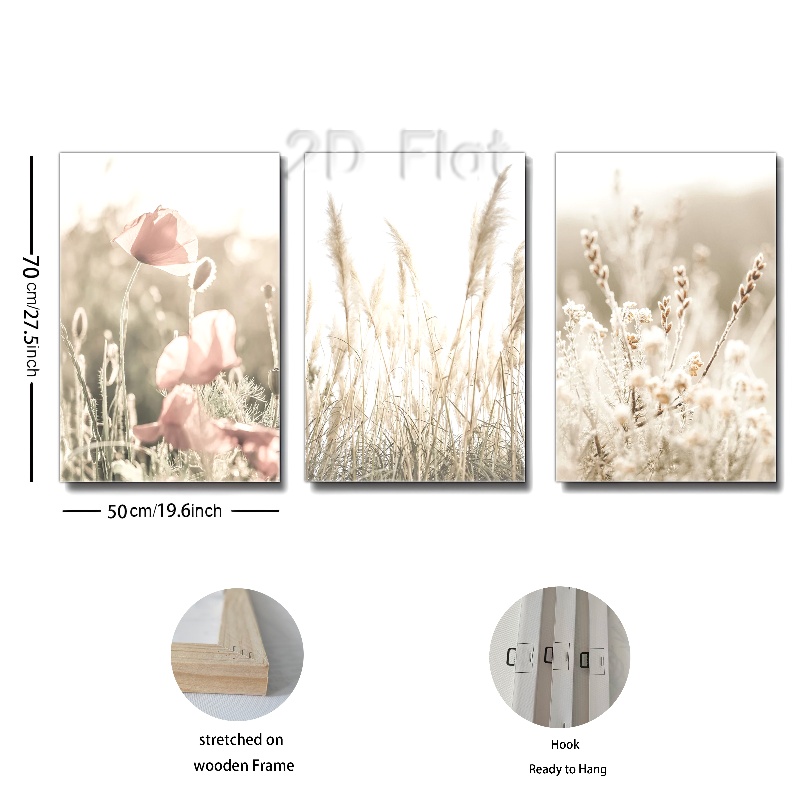 2D Flat
70 cm/27.5inch
50cm/19.6inch
stretched on
wooden Frame
Hook
Ready to Hang